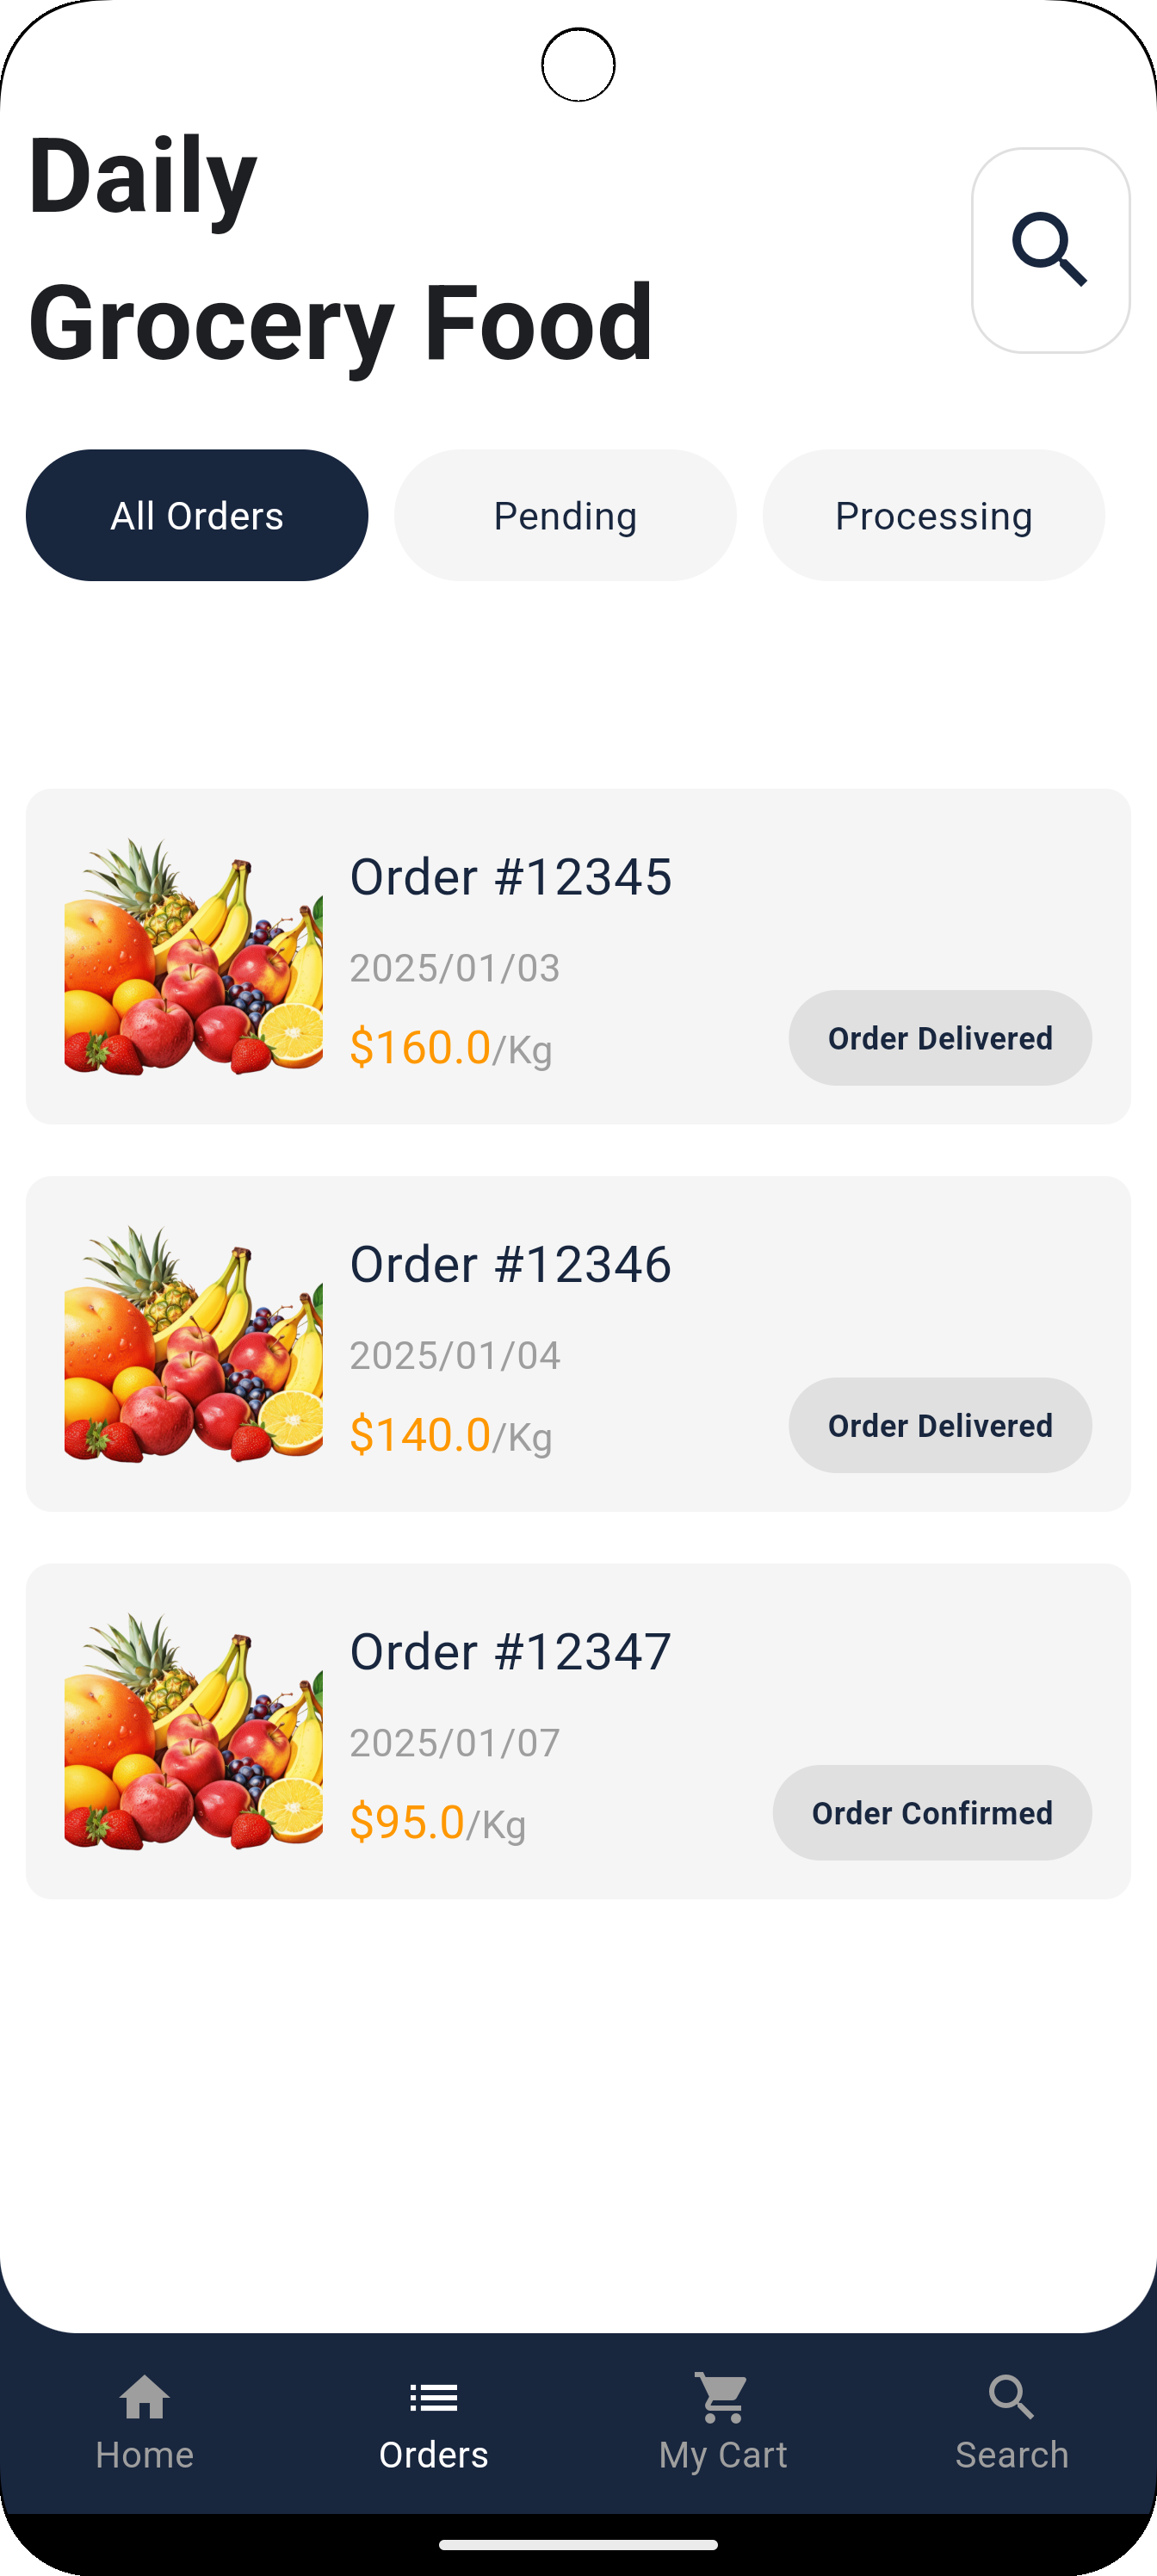 Daily
Grocery Food
All Orders
Pending
Processing
Order #12345
2025/01/03
$160.0/Kg
Order Delivered
Order #12346
2025/01/04
$140.0/Kg
Order Delivered
Order #12347
2025/01/07
$95.0/Kg
Order Confirmed
Home
Orders
My Cart
Search